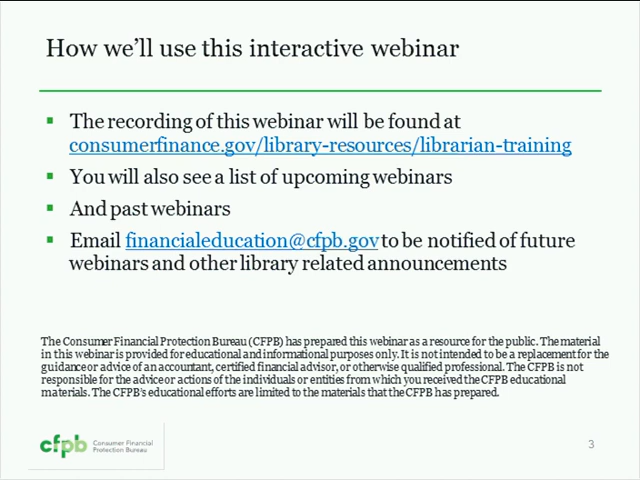 How we'll use this interactive webinar
▪ The recording of this webinar will be found at
consumerfinance.gov/library-resources/librarian-training
▪ You will also see a list of upcoming webinars
▪ And past webinars
▪ Email financialeducation@cfpb.gov to be notified of future
webinars and other library related announcements
The Consumer Financial Protection Bureau (CFPB) has prepared this webinar as a resource for the public. The material
in this webinar is provided for educational and informational purposes only. It is not intended to be a replacement for the
guidance or advice of an accountant, certified financial advisor, or otherwise qualified professional. The CFPB is not
responsible for the advice or actions of the individuals or entities from which you received the CFPB educational
materials. The CFPB's educational efforts are limited to the materials that the CFPB has prepared.
cfpb Consumer Financial
Protection Bureau
3